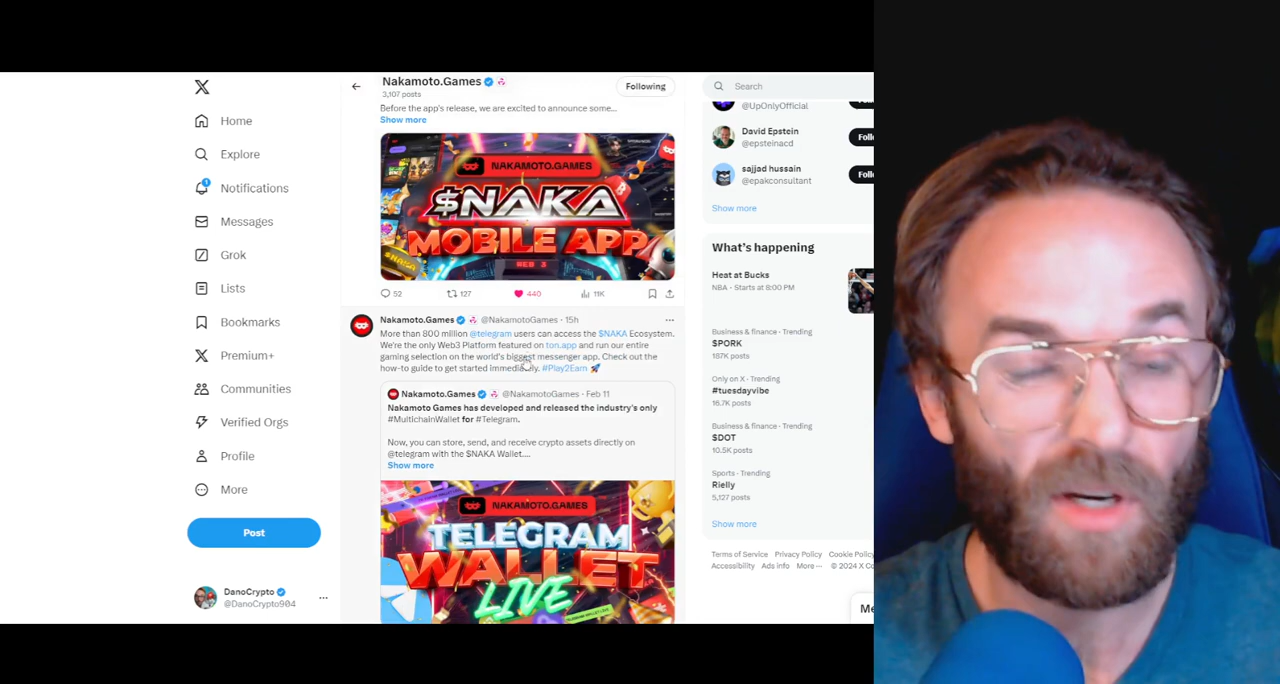 Home
Explore
1
Notifications
Messages
Grok
Lists
Bookmarks
Premium+
Communities
Verified Orgs
Profile
More
Post
DanoCrypto
@DanoCrypto904
Nakamoto.Games
3,107 posts
Following
Before the app's release, we are excited to announce some...
Show more
NAKAMOTO.GAMES
$NAKA
MOBILE APP
WEB 3
52 127 440 11K
Nakamoto.Games @NakamotoGames · 15h
More than 800 million @telegram users can access the $NAKA Ecosystem.
We're the only Web3 Platform featured on ton.app and run our entire
gaming selection on the world's biggest messenger app. Check out the
how-to guide to get started immediately. #Play2Earn 🚀
Nakamoto.Games @NakamotoGames · Feb 11
Nakamoto Games has developed and released the industry's only
#MultichainWallet for #Telegram.
Now, you can store, send, and receive crypto assets directly on
@telegram with the $NAKA Wallet....
Show more
NAKAMOTO.GAMES
TELEGRAM
WALLET
LIVE
Search
@UpOnlyOfficial
David Epstein
@epsteinacd
Follo
sajjad hussain
@epakconsultant
Follo
Show more
What's happening
Heat at Bucks
NBA · Starts at 8:00 PM
Business & finance · Trending
$PORK
187K posts
Only on X · Trending
#tuesdayvibe
16.7K posts
Business & finance · Trending
$DOT
10.5K posts
Sports · Trending
Rielly
5,127 posts
Show more
Terms of Service Privacy Policy Cookie Policy
Accessibility Ads info More ··· © 2024 X Co
Me